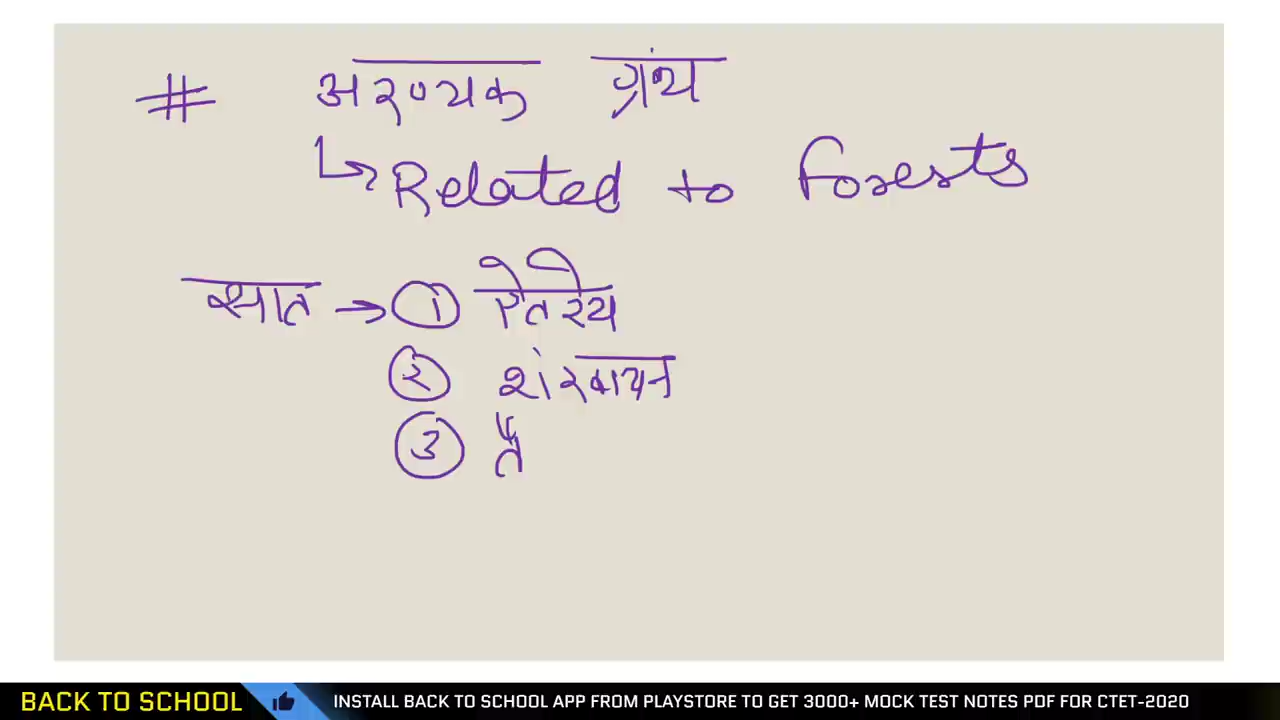 # अरण्यक ग्रंथ
↳ Related to forests
सात → ① ऐतरेय
② शांखायन
③ तै
BACK TO SCHOOL INSTALL BACK TO SCHOOL APP FROM PLAYSTORE TO GET 3000+ MOCK TEST NOTES PDF FOR CTET-2020